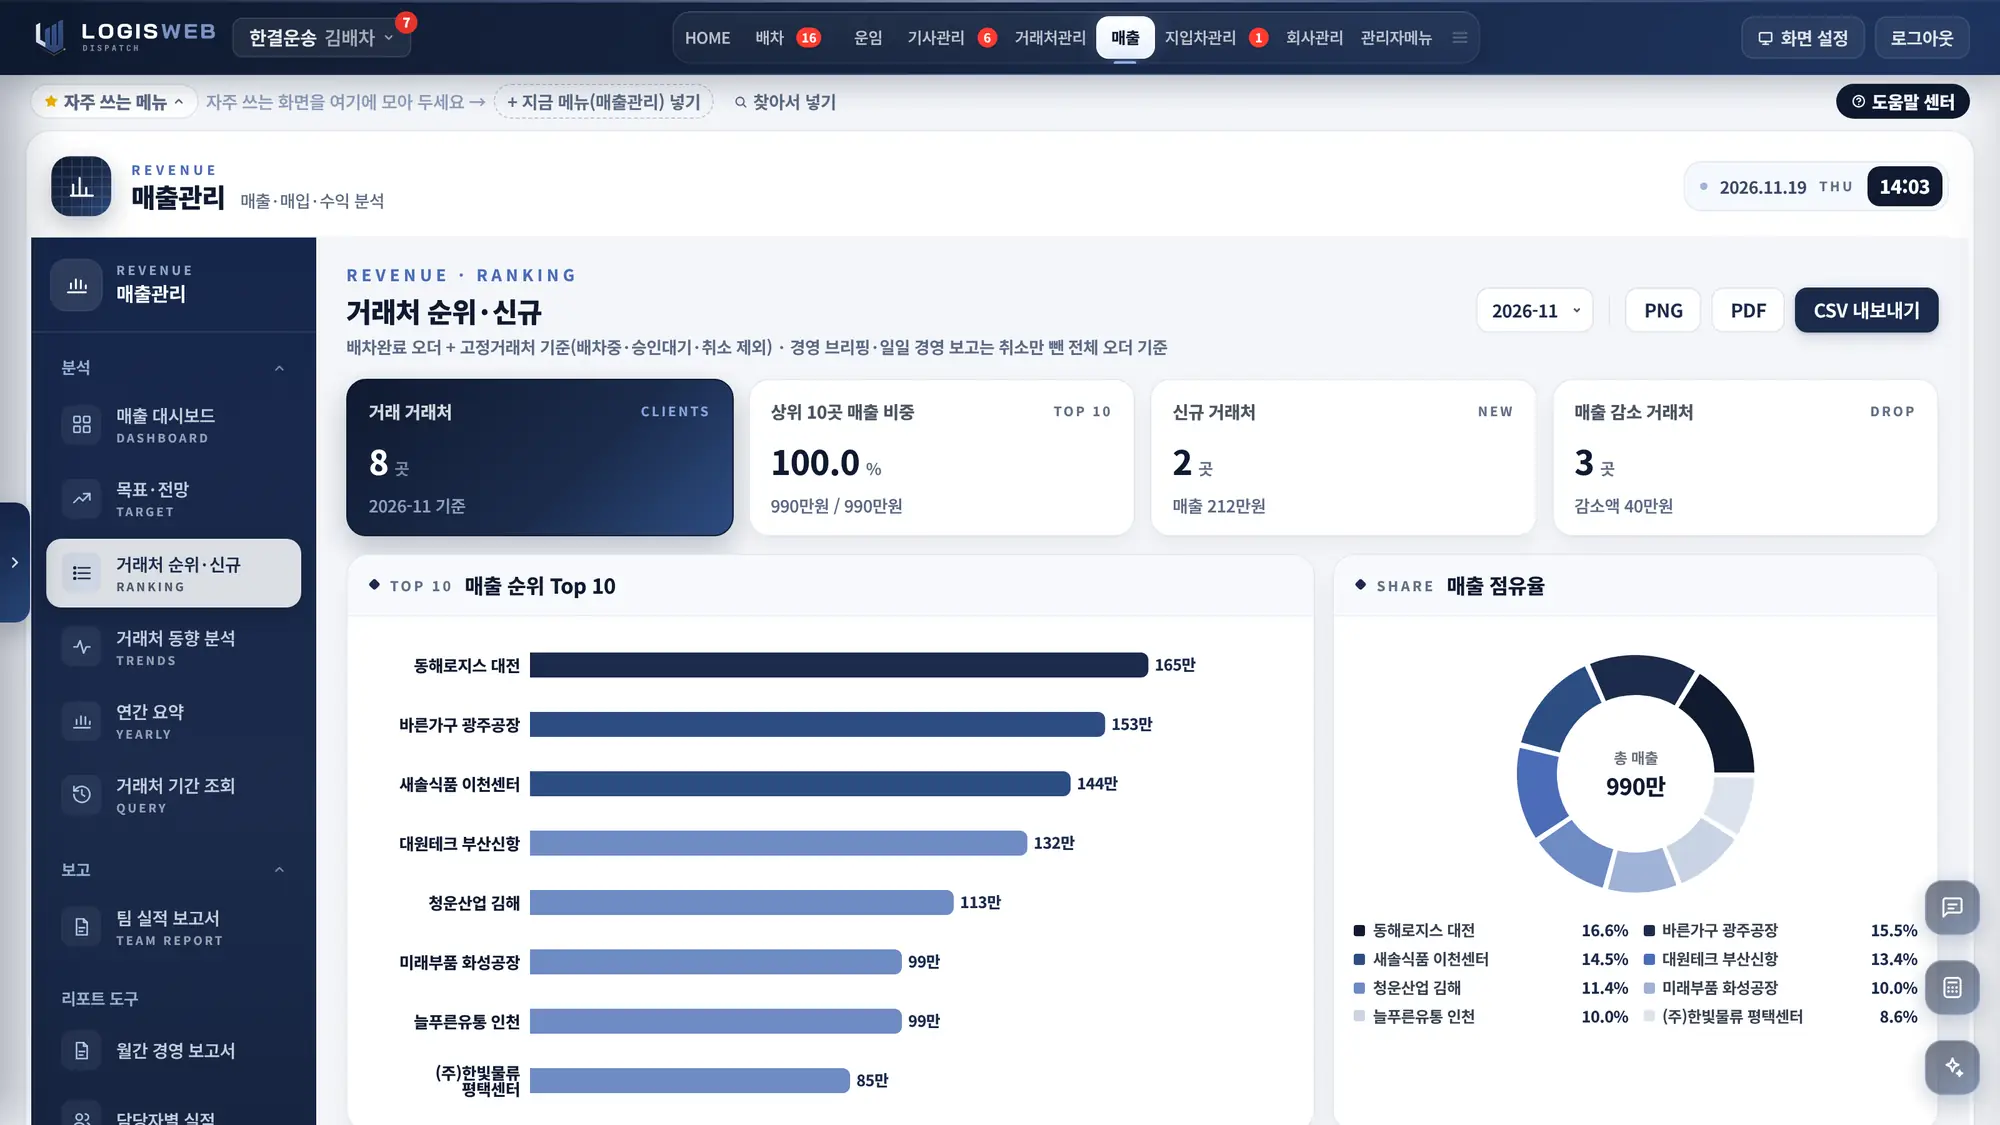 LOGISWEB
DISPATCH
한결운송 김배차
7
HOME
배차 16
운임
기사관리 6
거래처관리
매출
지입차관리 1
회사관리
관리자메뉴
화면 설정
로그아웃
자주 쓰는 메뉴
자주 쓰는 화면을 여기에 모아 두세요 →
+ 지금 메뉴(매출관리) 넣기
찾아서 넣기
도움말 센터
REVENUE
매출관리 매출·매입·수익 분석
2026.11.19 THU 14:03
REVENUE
매출관리
분석
매출 대시보드
DASHBOARD
목표·전망
TARGET
거래처 순위·신규
RANKING
거래처 동향 분석
TRENDS
연간 요약
YEARLY
거래처 기간 조회
QUERY
보고
팀 실적 보고서
TEAM REPORT
리포트 도구
월간 경영 보고서
담당자별 실적
REVENUE · RANKING
거래처 순위·신규
배차완료 오더 + 고정거래처 기준(배차중·승인대기·취소 제외) · 경영 브리핑·일일 경영 보고는 취소만 뺀 전체 오더 기준
2026-11
PNG
PDF
CSV 내보내기
거래 거래처 CLIENTS
8 곳
2026-11 기준
상위 10곳 매출 비중 TOP 10
100.0 %
990만원 / 990만원
신규 거래처 NEW
2 곳
매출 212만원
매출 감소 거래처 DROP
3 곳
감소액 40만원
TOP 10 매출 순위 Top 10
동해로지스 대전 165만
바른가구 광주공장 153만
새솔식품 이천센터 144만
대원테크 부산신항 132만
청운산업 김해 113만
미래부품 화성공장 99만
늘푸른유통 인천 99만
(주)한빛물류
평택센터 85만
SHARE 매출 점유율
총 매출
990만
동해로지스 대전 16.6% 바른가구 광주공장 15.5%
새솔식품 이천센터 14.5% 대원테크 부산신항 13.4%
청운산업 김해 11.4% 미래부품 화성공장 10.0%
늘푸른유통 인천 10.0% (주)한빛물류 평택센터 8.6%